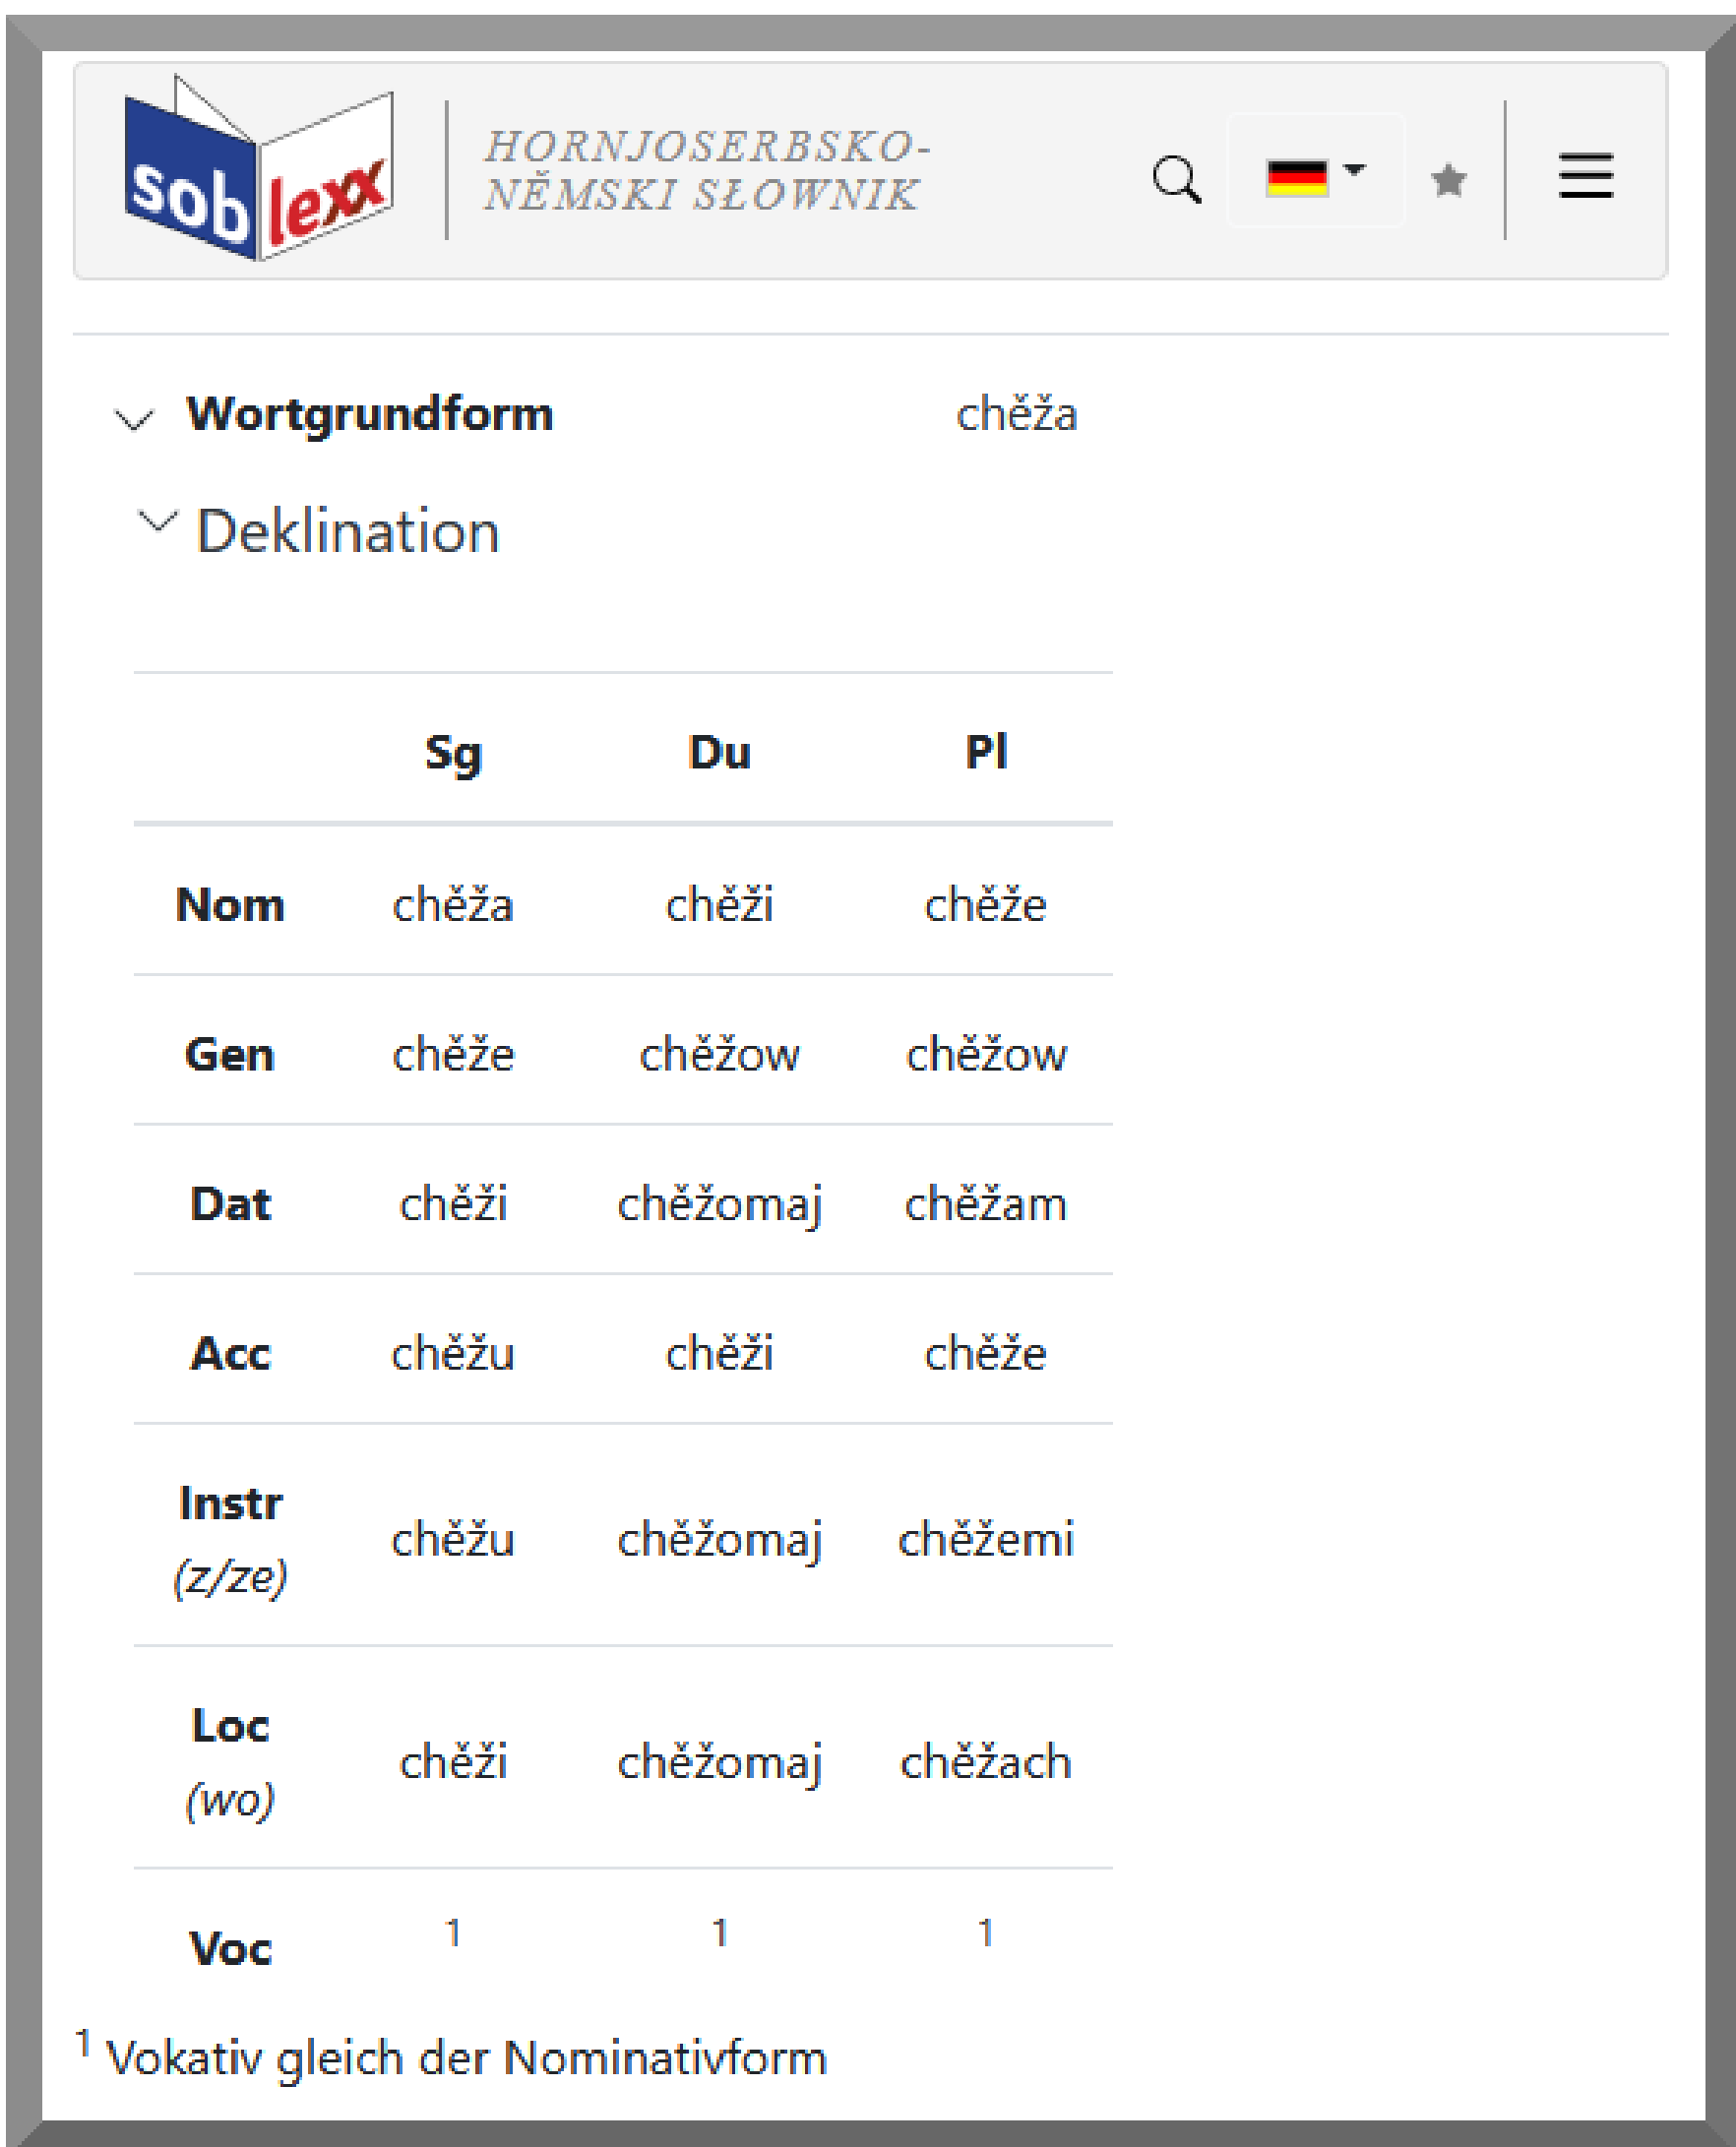 sob lexx
HORNJOSERBSKO-
NĚMSKI SŁOWNIK
Wortgrundform chěža
Deklination
Sg Du Pl
Nom chěža chěži chěže
Gen chěže chěžow chěžow
Dat chěži chěžomaj chěžam
Acc chěžu chěži chěže
Instr
(z/ze) chěžu chěžomaj chěžemi
Loc
(wo) chěži chěžomaj chěžach
Voc 1 1 1
1 Vokativ gleich der Nominativform